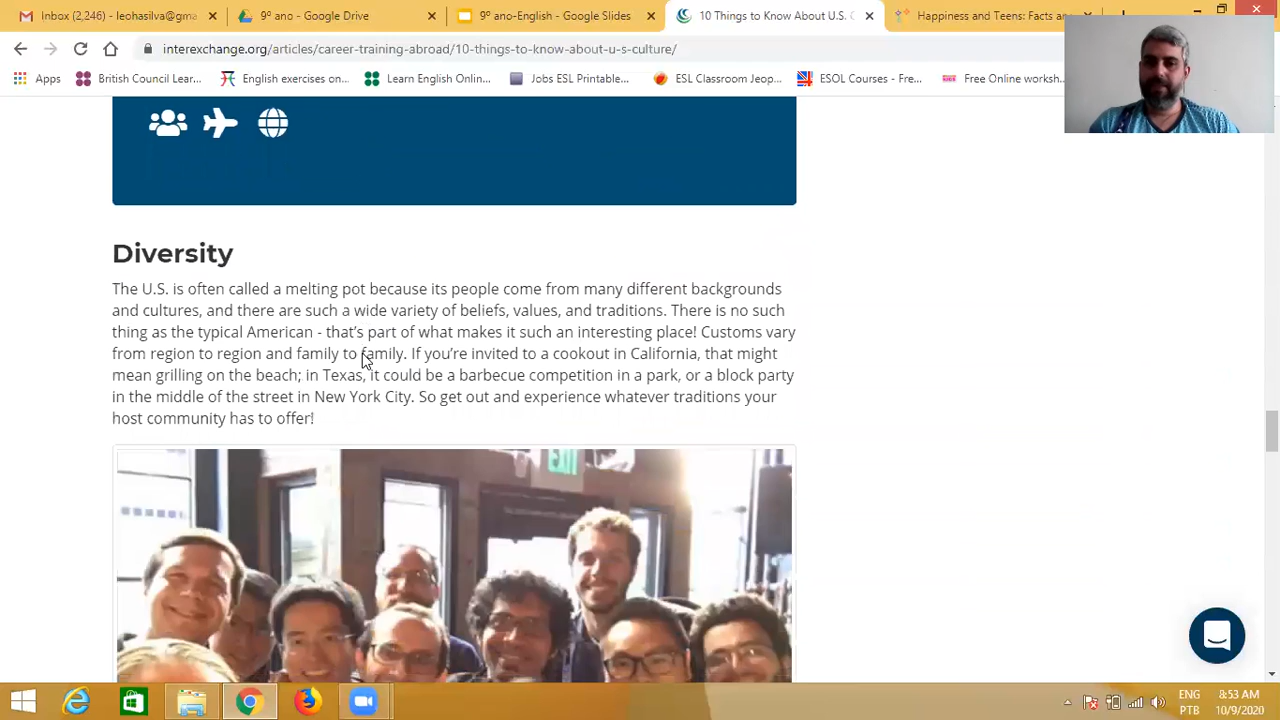 Inbox (2,246) - leohasilva@gma
9º ano - Google Drive
9º ano-English - Google Slides
10 Things to Know About U.S. C
Happiness and Teens: Facts an
interexchange.org/articles/career-training-abroad/10-things-to-know-about-u-s-culture/
Apps
British Council Lear...
English exercises on...
Learn English Onlin...
Jobs ESL Printable...
ESL Classroom Jeop...
ESOL Courses - Fre...
Free Online worksh...
Diversity
The U.S. is often called a melting pot because its people come from many different backgrounds
and cultures, and there are such a wide variety of beliefs, values, and traditions. There is no such
thing as the typical American - that's part of what makes it such an interesting place! Customs vary
from region to region and family to family. If you're invited to a cookout in California, that might
mean grilling on the beach; in Texas, it could be a barbecue competition in a park, or a block party
in the middle of the street in New York City. So get out and experience whatever traditions your
host community has to offer!
ENG
PTB
8:53 AM
10/9/2020